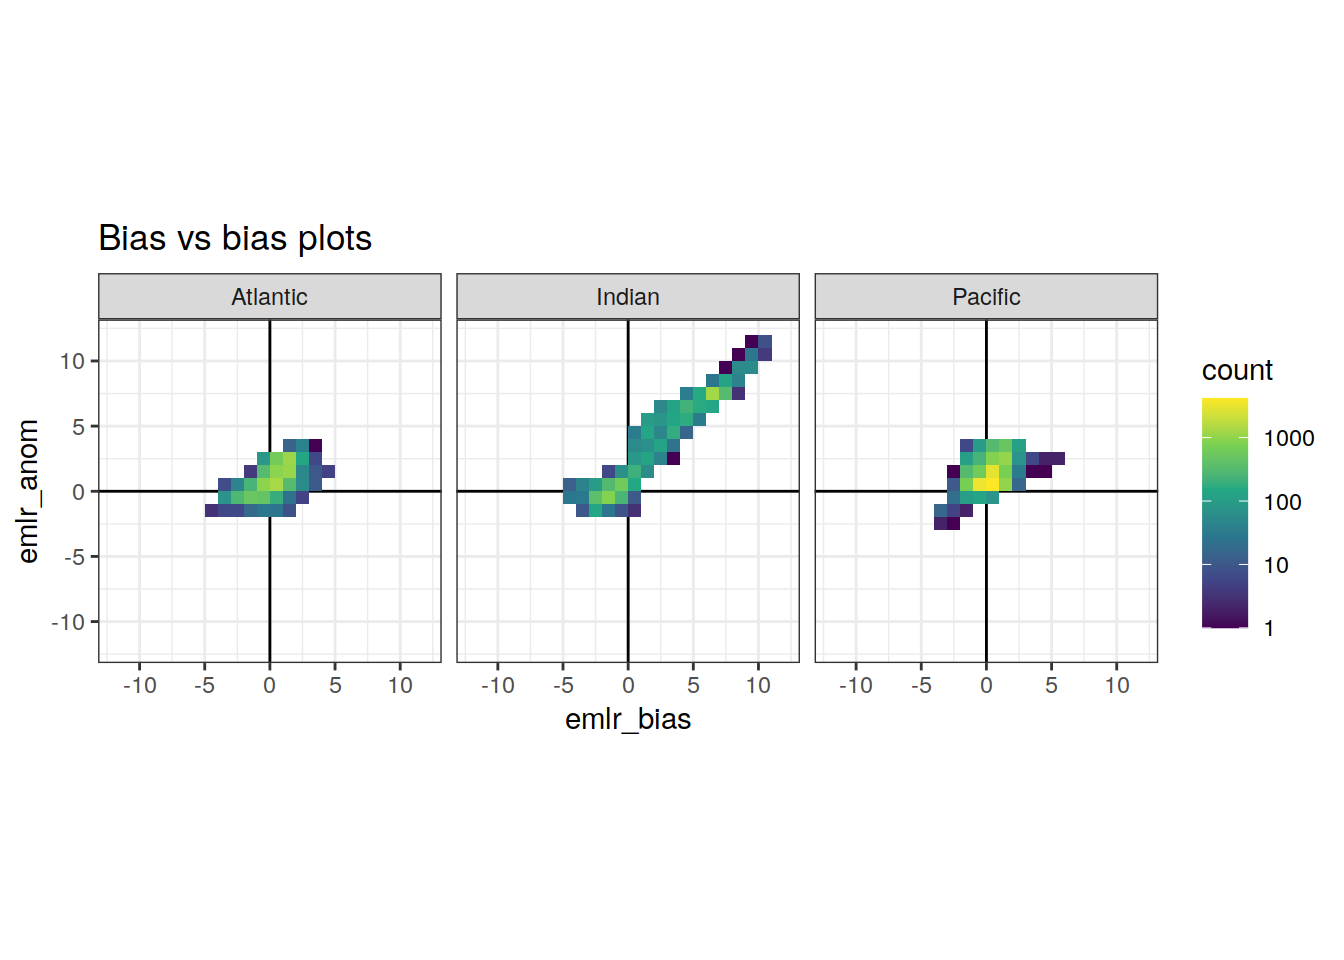 Bias vs bias plots
Atlantic Indian Pacific
10
5
0
-5
-10
emlr_anom
-10 -5 0 5 10 -10 -5 0 5 10 -10 -5 0 5 10
emlr_bias
count
1000
100
10
1